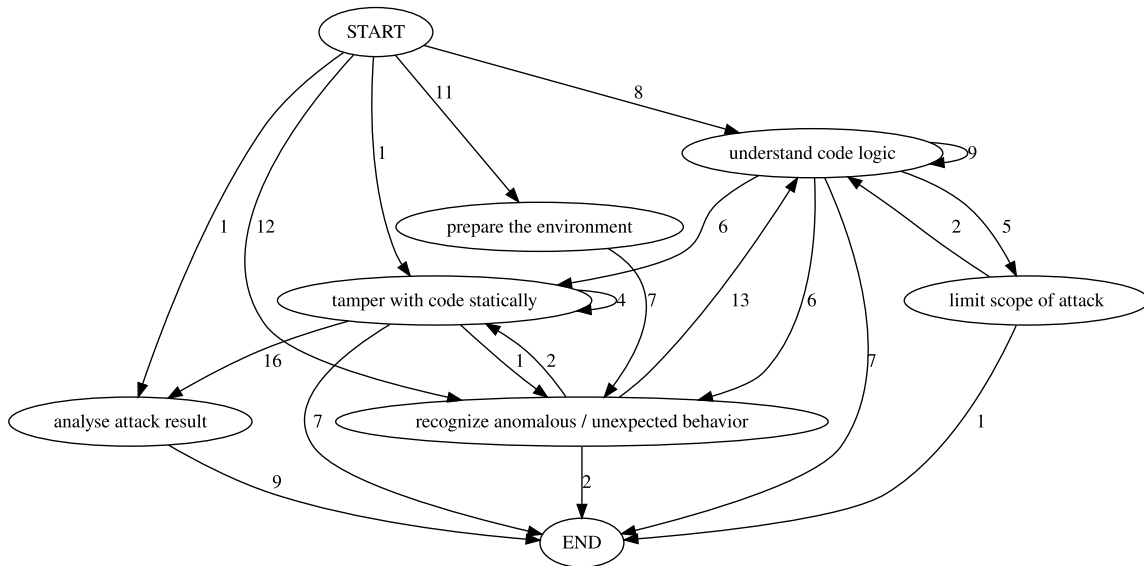 START
11
8
understand code logic
9
1
prepare the environment
1
12
6
2
5
tamper with code statically
4
7
13
6
limit scope of attack
16
1
2
7
7
1
analyse attack result
recognize anomalous / unexpected behavior
9
2
END